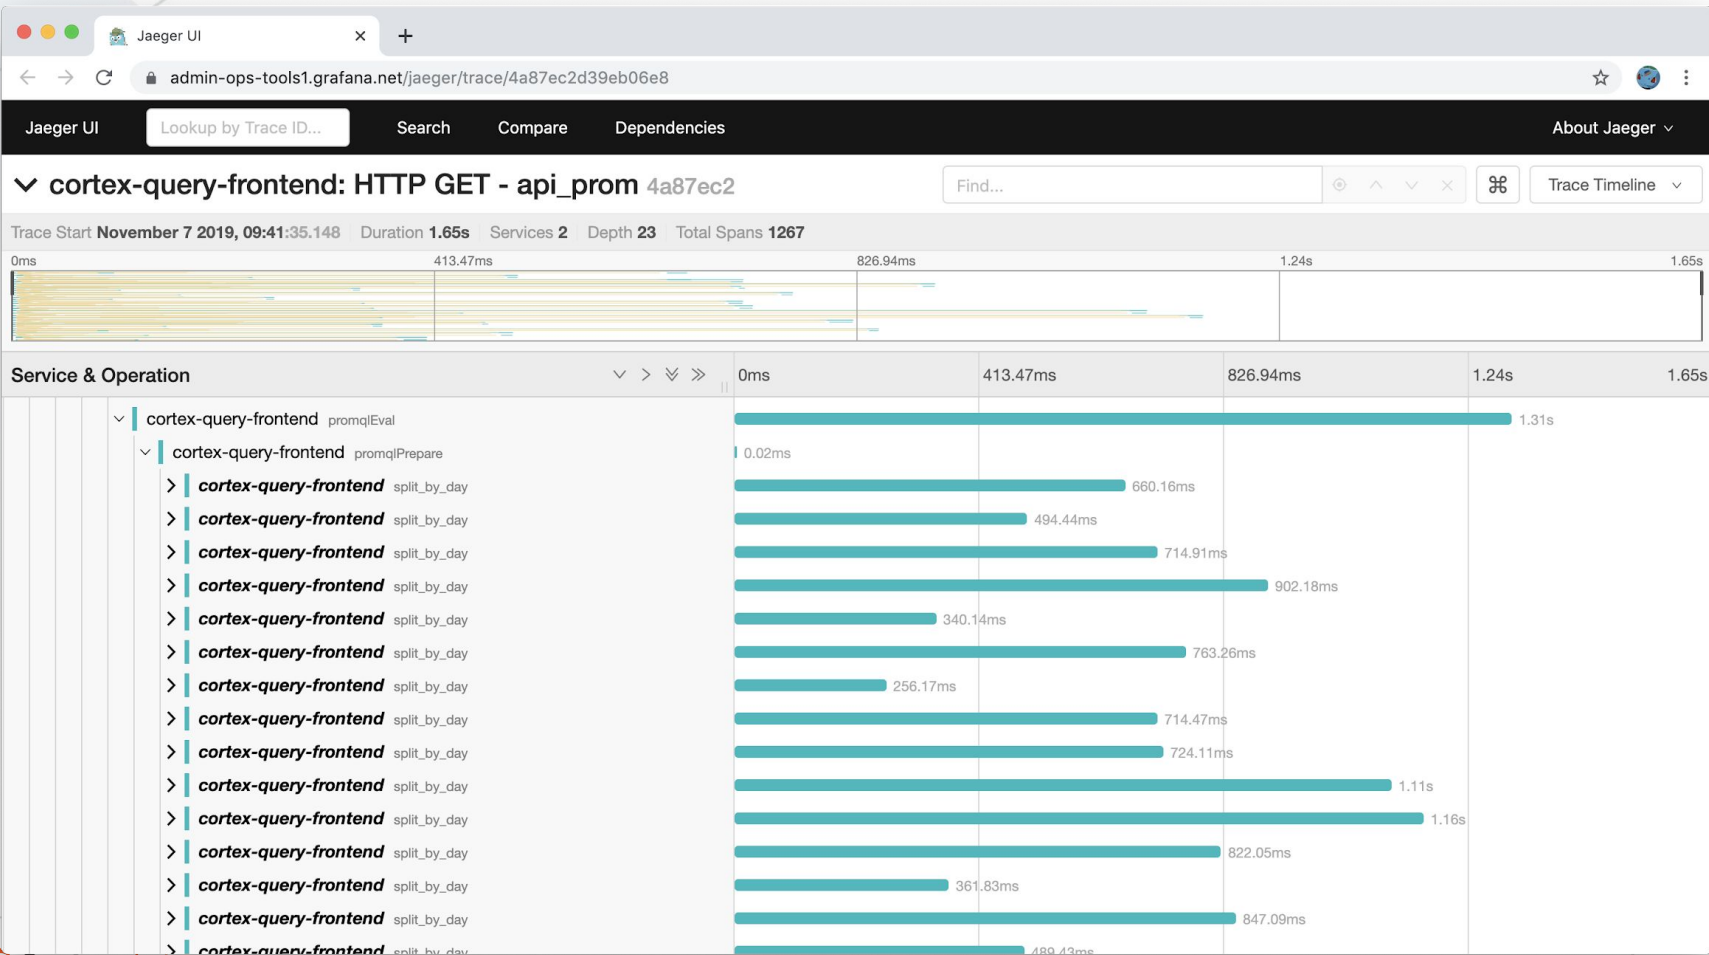 Jaeger UI
admin-ops-tools1.grafana.net/jaeger/trace/4a87ec2d39eb06e8
Jaeger UI Lookup by Trace ID... Search Compare Dependencies About Jaeger
cortex-query-frontend: HTTP GET - api_prom 4a87ec2 Find... Trace Timeline
Trace Start November 7 2019, 09:41:35.148 Duration 1.65s Services 2 Depth 23 Total Spans 1267
0ms 413.47ms 826.94ms 1.24s 1.65s
Service & Operation 0ms 413.47ms 826.94ms 1.24s 1.65s
cortex-query-frontend promqlEval 1.31s
cortex-query-frontend promqlPrepare 0.02ms
cortex-query-frontend split_by_day 660.16ms
cortex-query-frontend split_by_day 494.44ms
cortex-query-frontend split_by_day 714.91ms
cortex-query-frontend split_by_day 902.18ms
cortex-query-frontend split_by_day 340.14ms
cortex-query-frontend split_by_day 763.26ms
cortex-query-frontend split_by_day 256.17ms
cortex-query-frontend split_by_day 714.47ms
cortex-query-frontend split_by_day 724.11ms
cortex-query-frontend split_by_day 1.11s
cortex-query-frontend split_by_day 1.16s
cortex-query-frontend split_by_day 822.05ms
cortex-query-frontend split_by_day 361.83ms
cortex-query-frontend split_by_day 847.09ms
cortex-query-frontend split_by_day 489.43ms